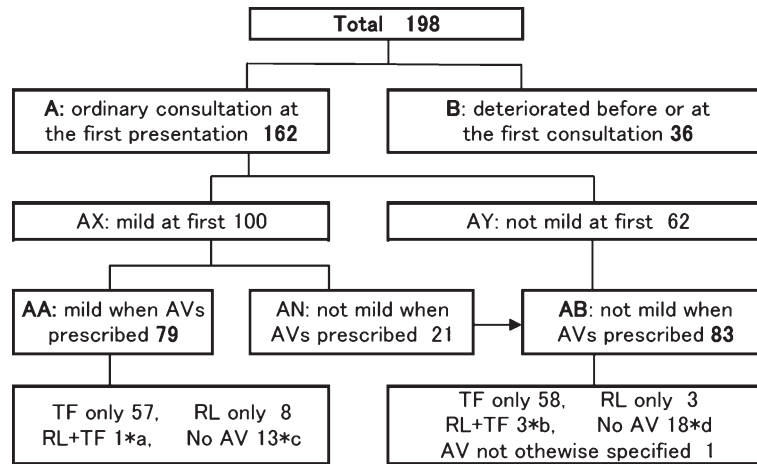 Total 198
A: ordinary consultation at
the first presentation 162
B: deteriorated before or at
the first consultation 36
AX: mild at first 100
AY: not mild at first 62
AA: mild when AVs
prescribed 79
AN: not mild when
AVs prescribed 21
AB: not mild when
AVs prescribed 83
TF only 57, RL only 8
RL+TF 1*a, No AV 13*c
TF only 58, RL only 3
RL+TF 3*b, No AV 18*d
AV not othewise specified 1